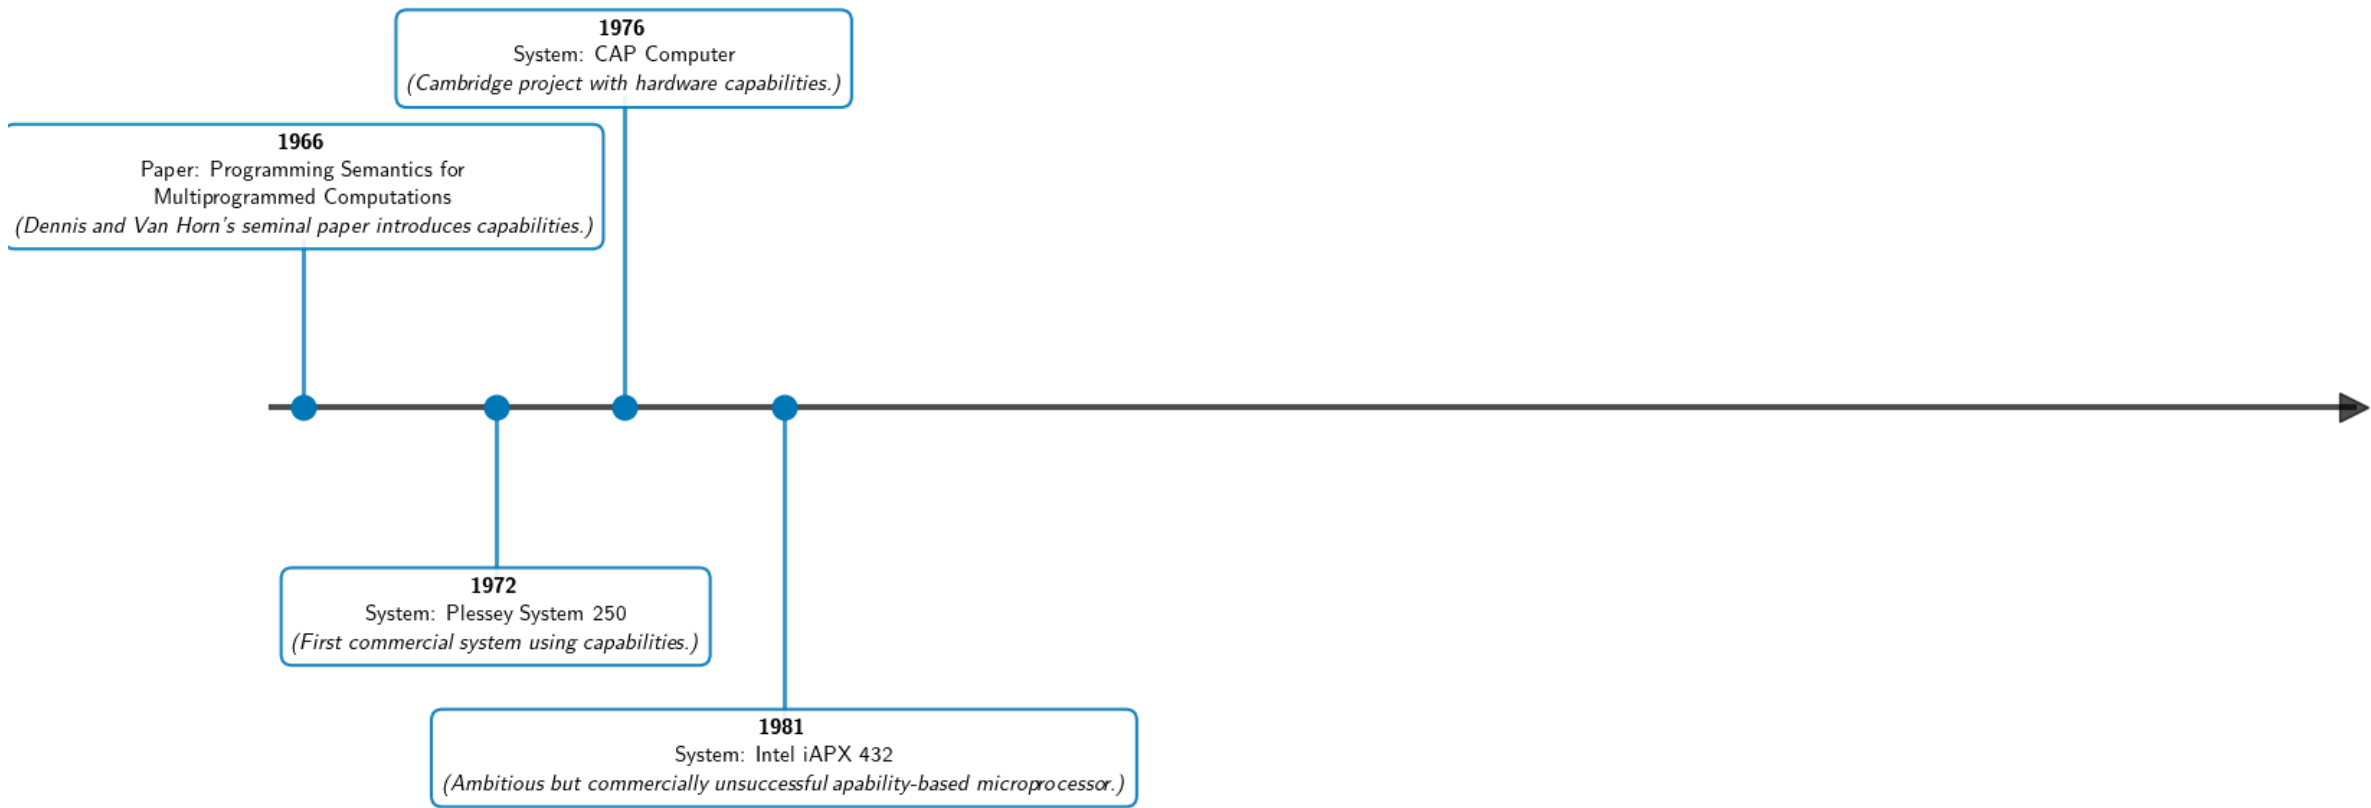 1976
System: CAP Computer
(Cambridge project with hardware capabilities.)
1966
Paper: Programming Semantics for
Multiprogrammed Computations
(Dennis and Van Horn's seminal paper introduces capabilities.)
1972
System: Plessey System 250
(First commercial system using capabilities.)
1981
System: Intel iAPX 432
(Ambitious but commercially unsuccessful apability-based microprocessor.)